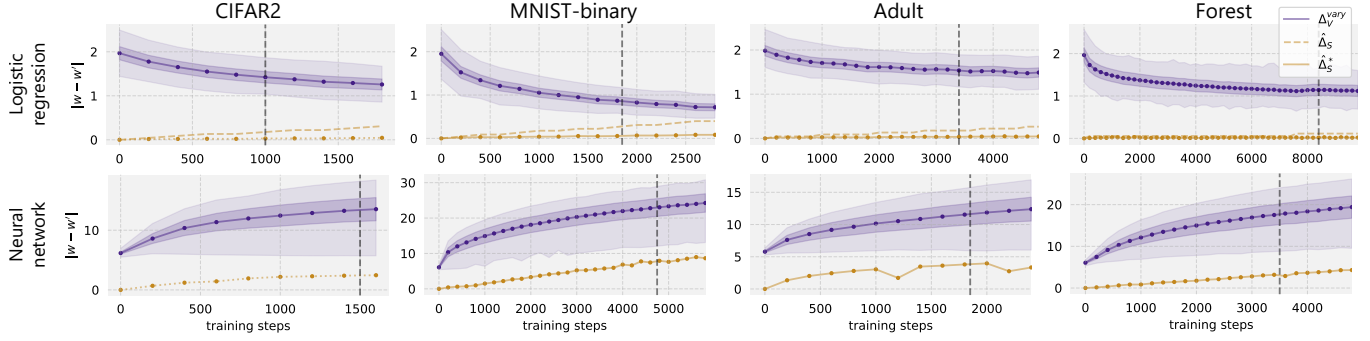 CIFAR2 MNIST-binary Adult Forest
Δ_V^vary
Δ̂_S
Δ̂_S^*
Logistic
regression
|w − w'|
2
1
0
0 500 1000 1500
2
1
0
0 500 1000 1500 2000 2500
2
1
0
0 1000 2000 3000 4000
2
1
0
0 2000 4000 6000 8000
Neural
network
|w − w'|
10
0
0 500 1000 1500
training steps
30
20
10
0
0 1000 2000 3000 4000 5000
training steps
15
10
5
0
0 500 1000 1500 2000
training steps
20
10
0
0 1000 2000 3000 4000
training steps